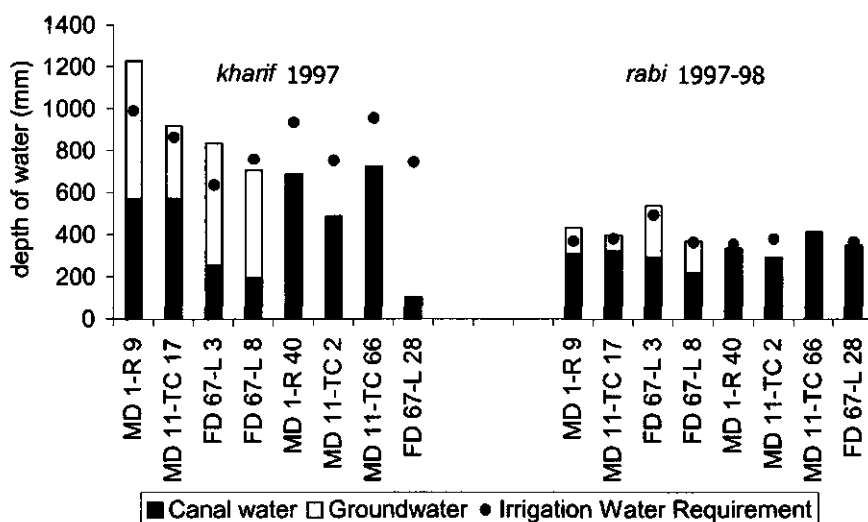 depth of water (mm)
1400
1200
1000
800
600
400
200
0
kharif 1997
rabi 1997-98
MD 1-R 9
MD 11-TC 17
FD 67-L 3
FD 67-L 8
MD 1-R 40
MD 11-TC 2
MD 11-TC 66
FD 67-L 28
MD 1-R 9
MD 11-TC 17
FD 67-L 3
FD 67-L 8
MD 1-R 40
MD 11-TC 2
MD 11-TC 66
FD 67-L 28
Canal water Groundwater Irrigation Water Requirement